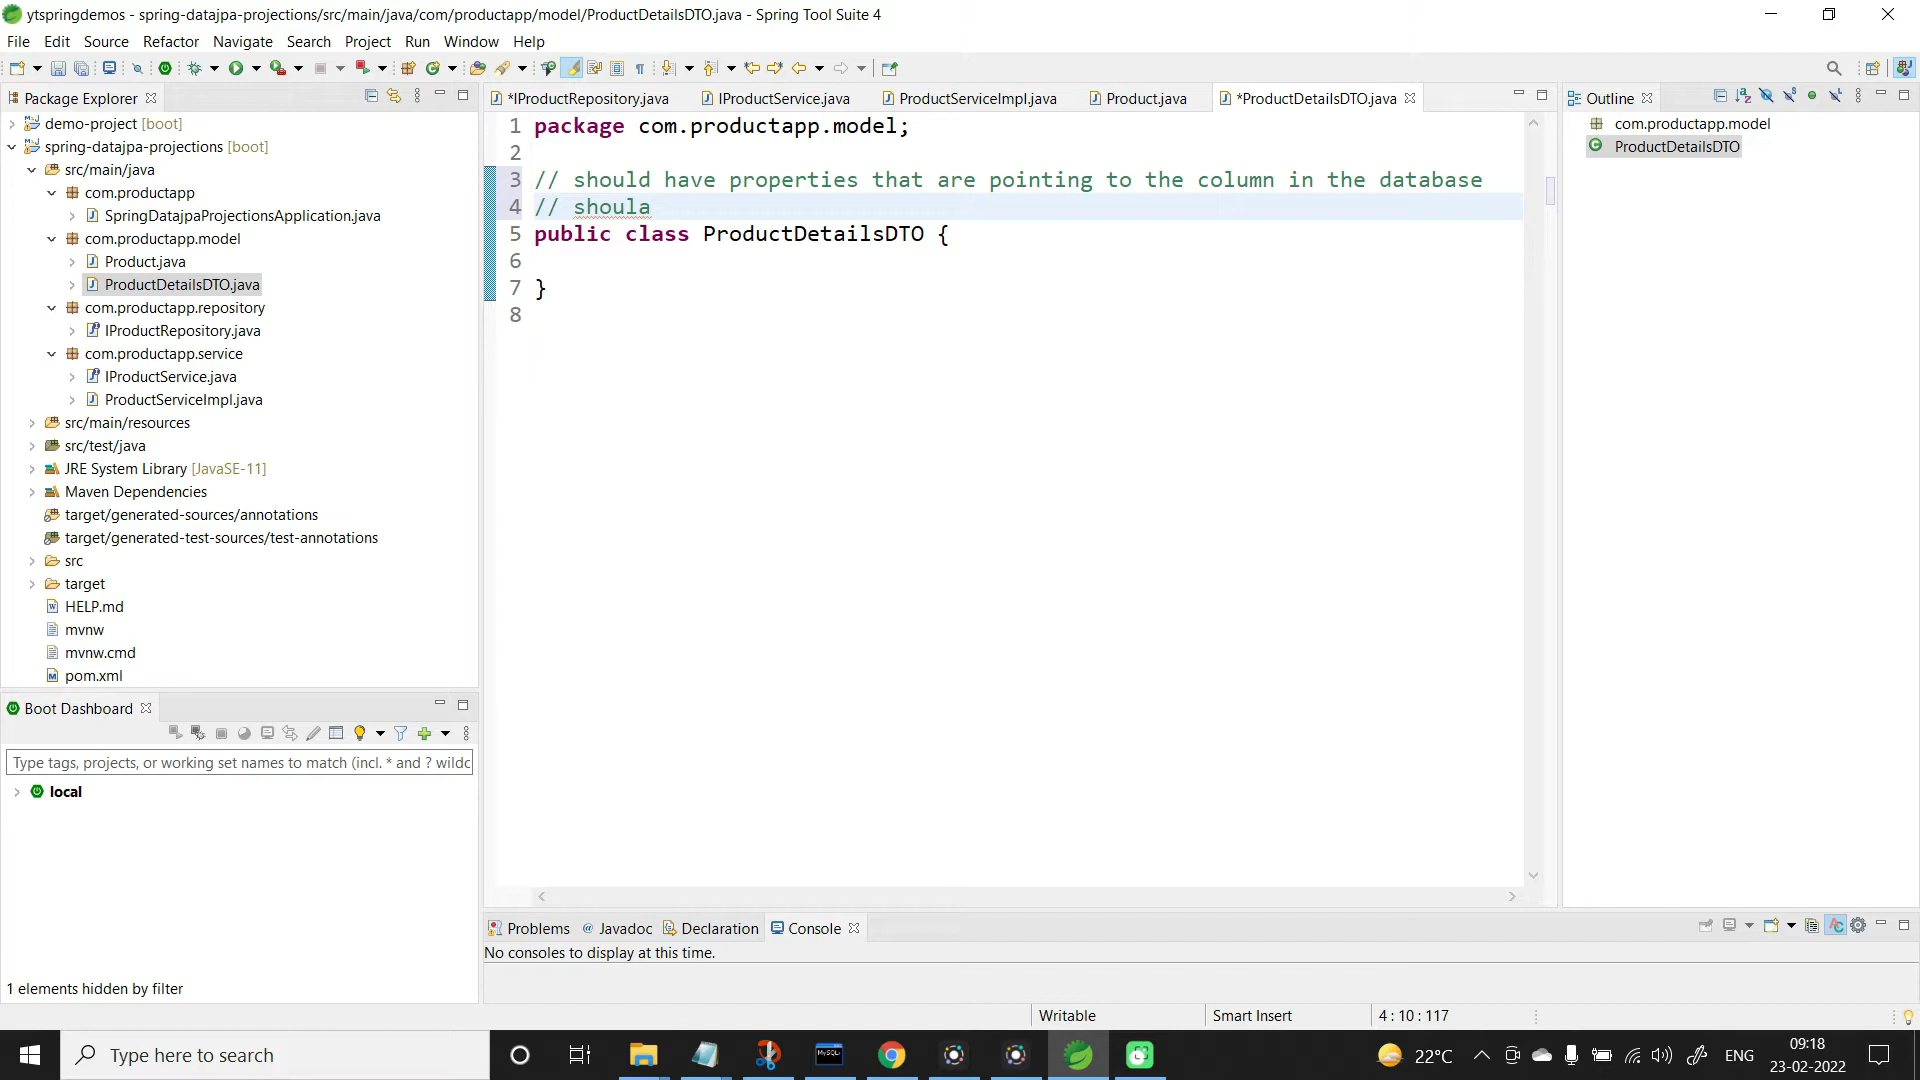 ytspringdemos - spring-datajpa-projections/src/main/java/com/productapp/model/ProductDetailsDTO.java - Spring Tool Suite 4
File Edit Source Refactor Navigate Search Project Run Window Help
Package Explorer
demo-project [boot]
spring-datajpa-projections [boot]
src/main/java
com.productapp
SpringDatajpaProjectionsApplication.java
com.productapp.model
Product.java
ProductDetailsDTO.java
com.productapp.repository
IProductRepository.java
com.productapp.service
IProductService.java
ProductServiceImpl.java
src/main/resources
src/test/java
JRE System Library [JavaSE-11]
Maven Dependencies
target/generated-sources/annotations
target/generated-test-sources/test-annotations
src
target
HELP.md
mvnw
mvnw.cmd
pom.xml
Boot Dashboard
Type tags, projects, or working set names to match (incl. * and ? wildc
local
1 elements hidden by filter
*IProductRepository.java IProductService.java ProductServiceImpl.java Product.java *ProductDetailsDTO.java
1 package com.productapp.model;
2
3 // should have properties that are pointing to the column in the database
4 // shoula
5 public class ProductDetailsDTO {
6
7 }
8
Outline
com.productapp.model
ProductDetailsDTO
Problems @ Javadoc Declaration Console
No consoles to display at this time.
Writable Smart Insert 4 : 10 : 117
Type here to search
MySQL
22°C ENG
09:18
23-02-2022